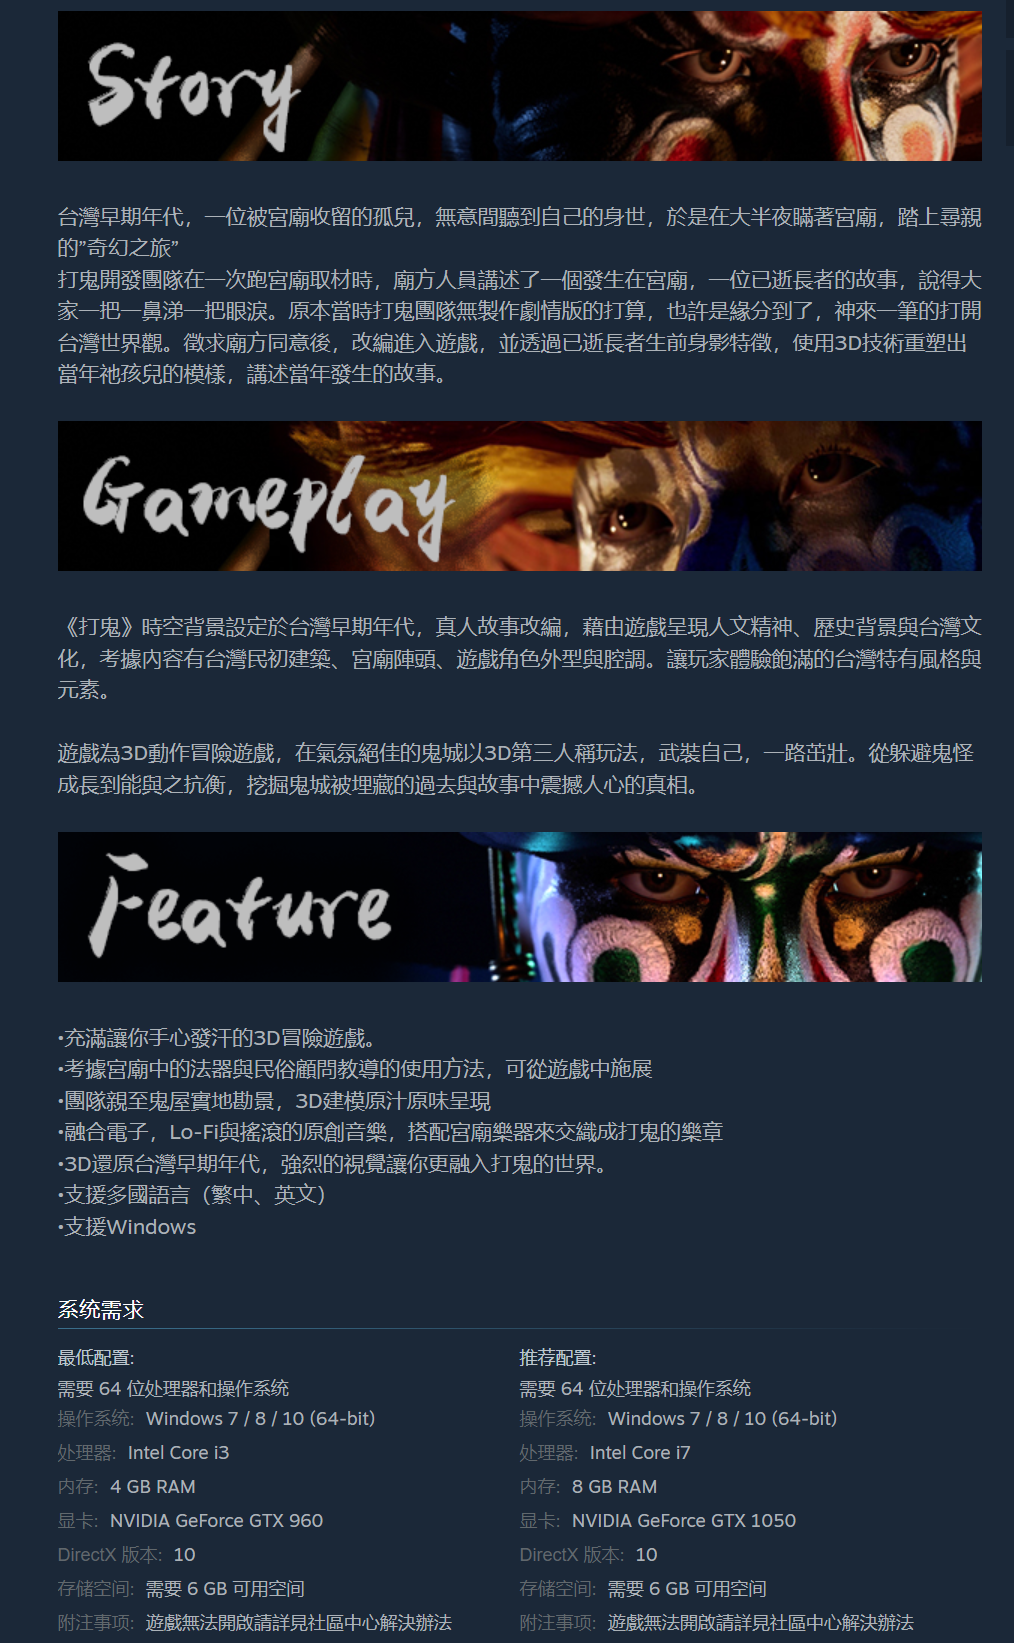 Story
台灣早期年代，一位被宮廟收留的孤兒，無意間聽到自己的身世，於是在大半夜瞞著宮廟，踏上尋親
的”奇幻之旅”
打鬼開發團隊在一次跑宮廟取材時，廟方人員講述了一個發生在宮廟，一位已逝長者的故事，說得大
家一把一鼻涕一把眼淚。原本當時打鬼團隊無製作劇情版的打算，也許是緣分到了，神來一筆的打開
台灣世界觀。徵求廟方同意後，改編進入遊戲，並透過已逝長者生前身影特徵，使用3D技術重塑出
當年祂孩兒的模樣，講述當年發生的故事。
Gameplay
《打鬼》時空背景設定於台灣早期年代，真人故事改編，藉由遊戲呈現人文精神、歷史背景與台灣文
化，考據內容有台灣民初建築、宮廟陣頭、遊戲角色外型與腔調。讓玩家體驗飽滿的台灣特有風格與
元素。
遊戲為3D動作冒險遊戲，在氣氛絕佳的鬼城以3D第三人稱玩法，武裝自己，一路茁壯。從躲避鬼怪
成長到能與之抗衡，挖掘鬼城被埋藏的過去與故事中震撼人心的真相。
Feature
•充滿讓你手心發汗的3D冒險遊戲。
•考據宮廟中的法器與民俗顧問教導的使用方法，可從遊戲中施展
•團隊親至鬼屋實地勘景，3D建模原汁原味呈現
•融合電子，Lo-Fi與搖滾的原創音樂，搭配宮廟樂器來交織成打鬼的樂章
•3D還原台灣早期年代，強烈的視覺讓你更融入打鬼的世界。
•支援多國語言（繁中、英文）
•支援Windows
系统需求
最低配置:
需要 64 位处理器和操作系统
操作系统: Windows 7 / 8 / 10 (64-bit)
处理器: Intel Core i3
内存: 4 GB RAM
显卡: NVIDIA GeForce GTX 960
DirectX 版本: 10
存储空间: 需要 6 GB 可用空间
附注事项: 遊戲無法開啟請詳見社區中心解決辦法
推荐配置:
需要 64 位处理器和操作系统
操作系统: Windows 7 / 8 / 10 (64-bit)
处理器: Intel Core i7
内存: 8 GB RAM
显卡: NVIDIA GeForce GTX 1050
DirectX 版本: 10
存储空间: 需要 6 GB 可用空间
附注事项: 遊戲無法開啟請詳見社區中心解決辦法